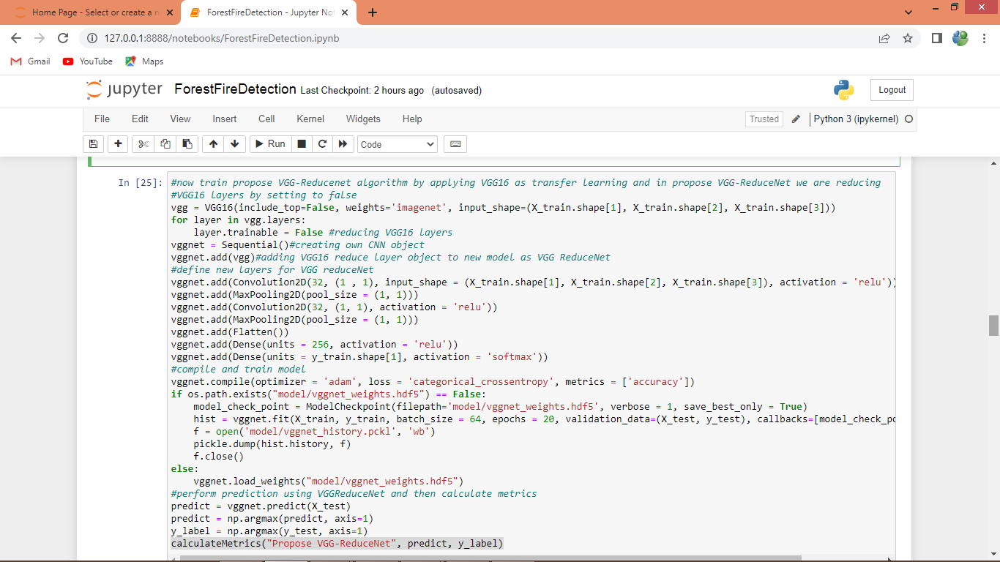 Home Page - Select or create a n
ForestFireDetection - Jupyter Not
127.0.0.1:8888/notebooks/ForestFireDetection.ipynb
Gmail YouTube Maps
jupyter ForestFireDetection Last Checkpoint: 2 hours ago (autosaved)
Logout
File Edit View Insert Cell Kernel Widgets Help
Trusted
Python 3 (ipykernel)
Run
Code
In [25]:
#now train propose VGG-Reducenet algorithm by applying VGG16 as transfer learning and in propose VGG-ReduceNet we are reducing
#VGG16 layers by setting to false
vgg = VGG16(include_top=False, weights='imagenet', input_shape=(X_train.shape[1], X_train.shape[2], X_train.shape[3]))
for layer in vgg.layers:
    layer.trainable = False #reducing VGG16 layers
vggnet = Sequential()#creating own CNN object
vggnet.add(vgg)#adding VGG16 reduce layer object to new model as VGG ReduceNet
#define new layers for VGG reduceNet
vggnet.add(Convolution2D(32, (1 , 1), input_shape = (X_train.shape[1], X_train.shape[2], X_train.shape[3]), activation = 'relu'))
vggnet.add(MaxPooling2D(pool_size = (1, 1)))
vggnet.add(Convolution2D(32, (1, 1), activation = 'relu'))
vggnet.add(MaxPooling2D(pool_size = (1, 1)))
vggnet.add(Flatten())
vggnet.add(Dense(units = 256, activation = 'relu'))
vggnet.add(Dense(units = y_train.shape[1], activation = 'softmax'))
#compile and train model
vggnet.compile(optimizer = 'adam', loss = 'categorical_crossentropy', metrics = ['accuracy'])
if os.path.exists("model/vggnet_weights.hdf5") == False:
    model_check_point = ModelCheckpoint(filepath='model/vggnet_weights.hdf5', verbose = 1, save_best_only = True)
    hist = vggnet.fit(X_train, y_train, batch_size = 64, epochs = 20, validation_data=(X_test, y_test), callbacks=[model_check_po
    f = open('model/vggnet_history.pckl', 'wb')
    pickle.dump(hist.history, f)
    f.close()
else:
    vggnet.load_weights("model/vggnet_weights.hdf5")
#perform prediction using VGGReduceNet and then calculate metrics
predict = vggnet.predict(X_test)
predict = np.argmax(predict, axis=1)
y_label = np.argmax(y_test, axis=1)
calculateMetrics("Propose VGG-ReduceNet", predict, y_label)